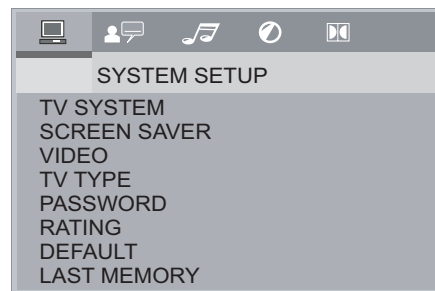 SYSTEM SETUP
TV SYSTEM
SCREEN SAVER
VIDEO
TV TYPE
PASSWORD
RATING
DEFAULT
LAST MEMORY